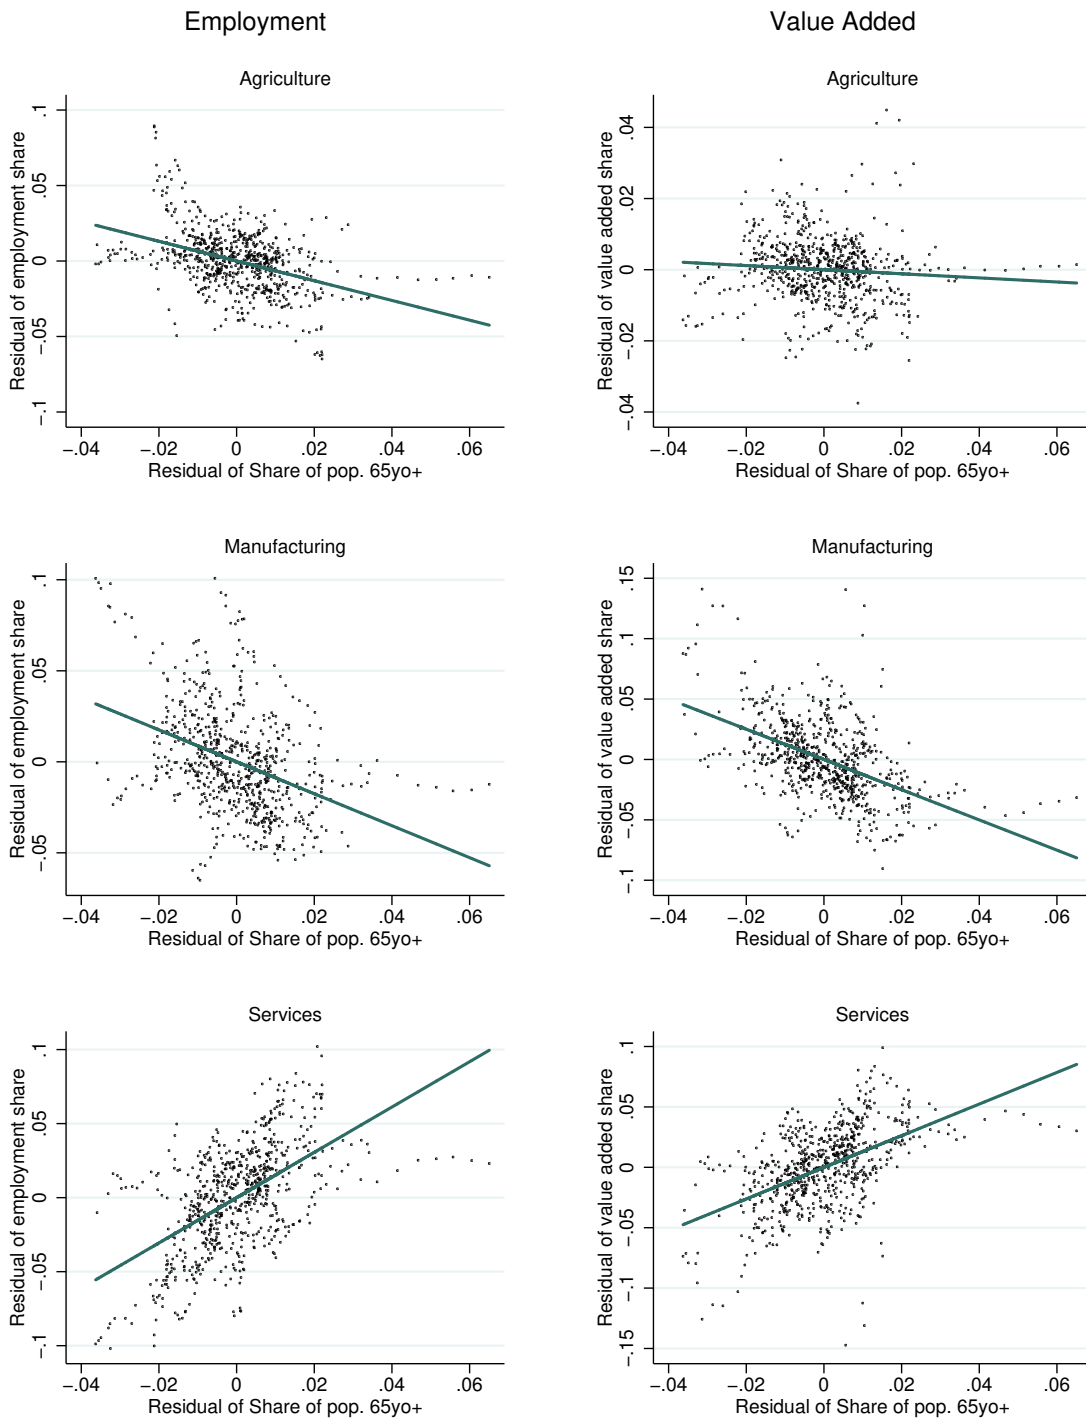 Employment
Value Added
Agriculture
Residual of employment share
.1
.05
0
−.05
−.1
−.04 −.02 0 .02 .04 .06
Residual of Share of pop. 65yo+
Agriculture
Residual of value added share
.04
.02
0
−.02
−.04
−.04 −.02 0 .02 .04 .06
Residual of Share of pop. 65yo+
Manufacturing
Residual of employment share
.1
.05
0
−.05
−.04 −.02 0 .02 .04 .06
Residual of Share of pop. 65yo+
Manufacturing
Residual of value added share
.15
.1
.05
0
−.05
−.1
−.04 −.02 0 .02 .04 .06
Residual of Share of pop. 65yo+
Services
Residual of employment share
.1
.05
0
−.05
−.1
−.04 −.02 0 .02 .04 .06
Residual of Share of pop. 65yo+
Services
Residual of value added share
.1
.05
0
−.05
−.1
−.15
−.04 −.02 0 .02 .04 .06
Residual of Share of pop. 65yo+